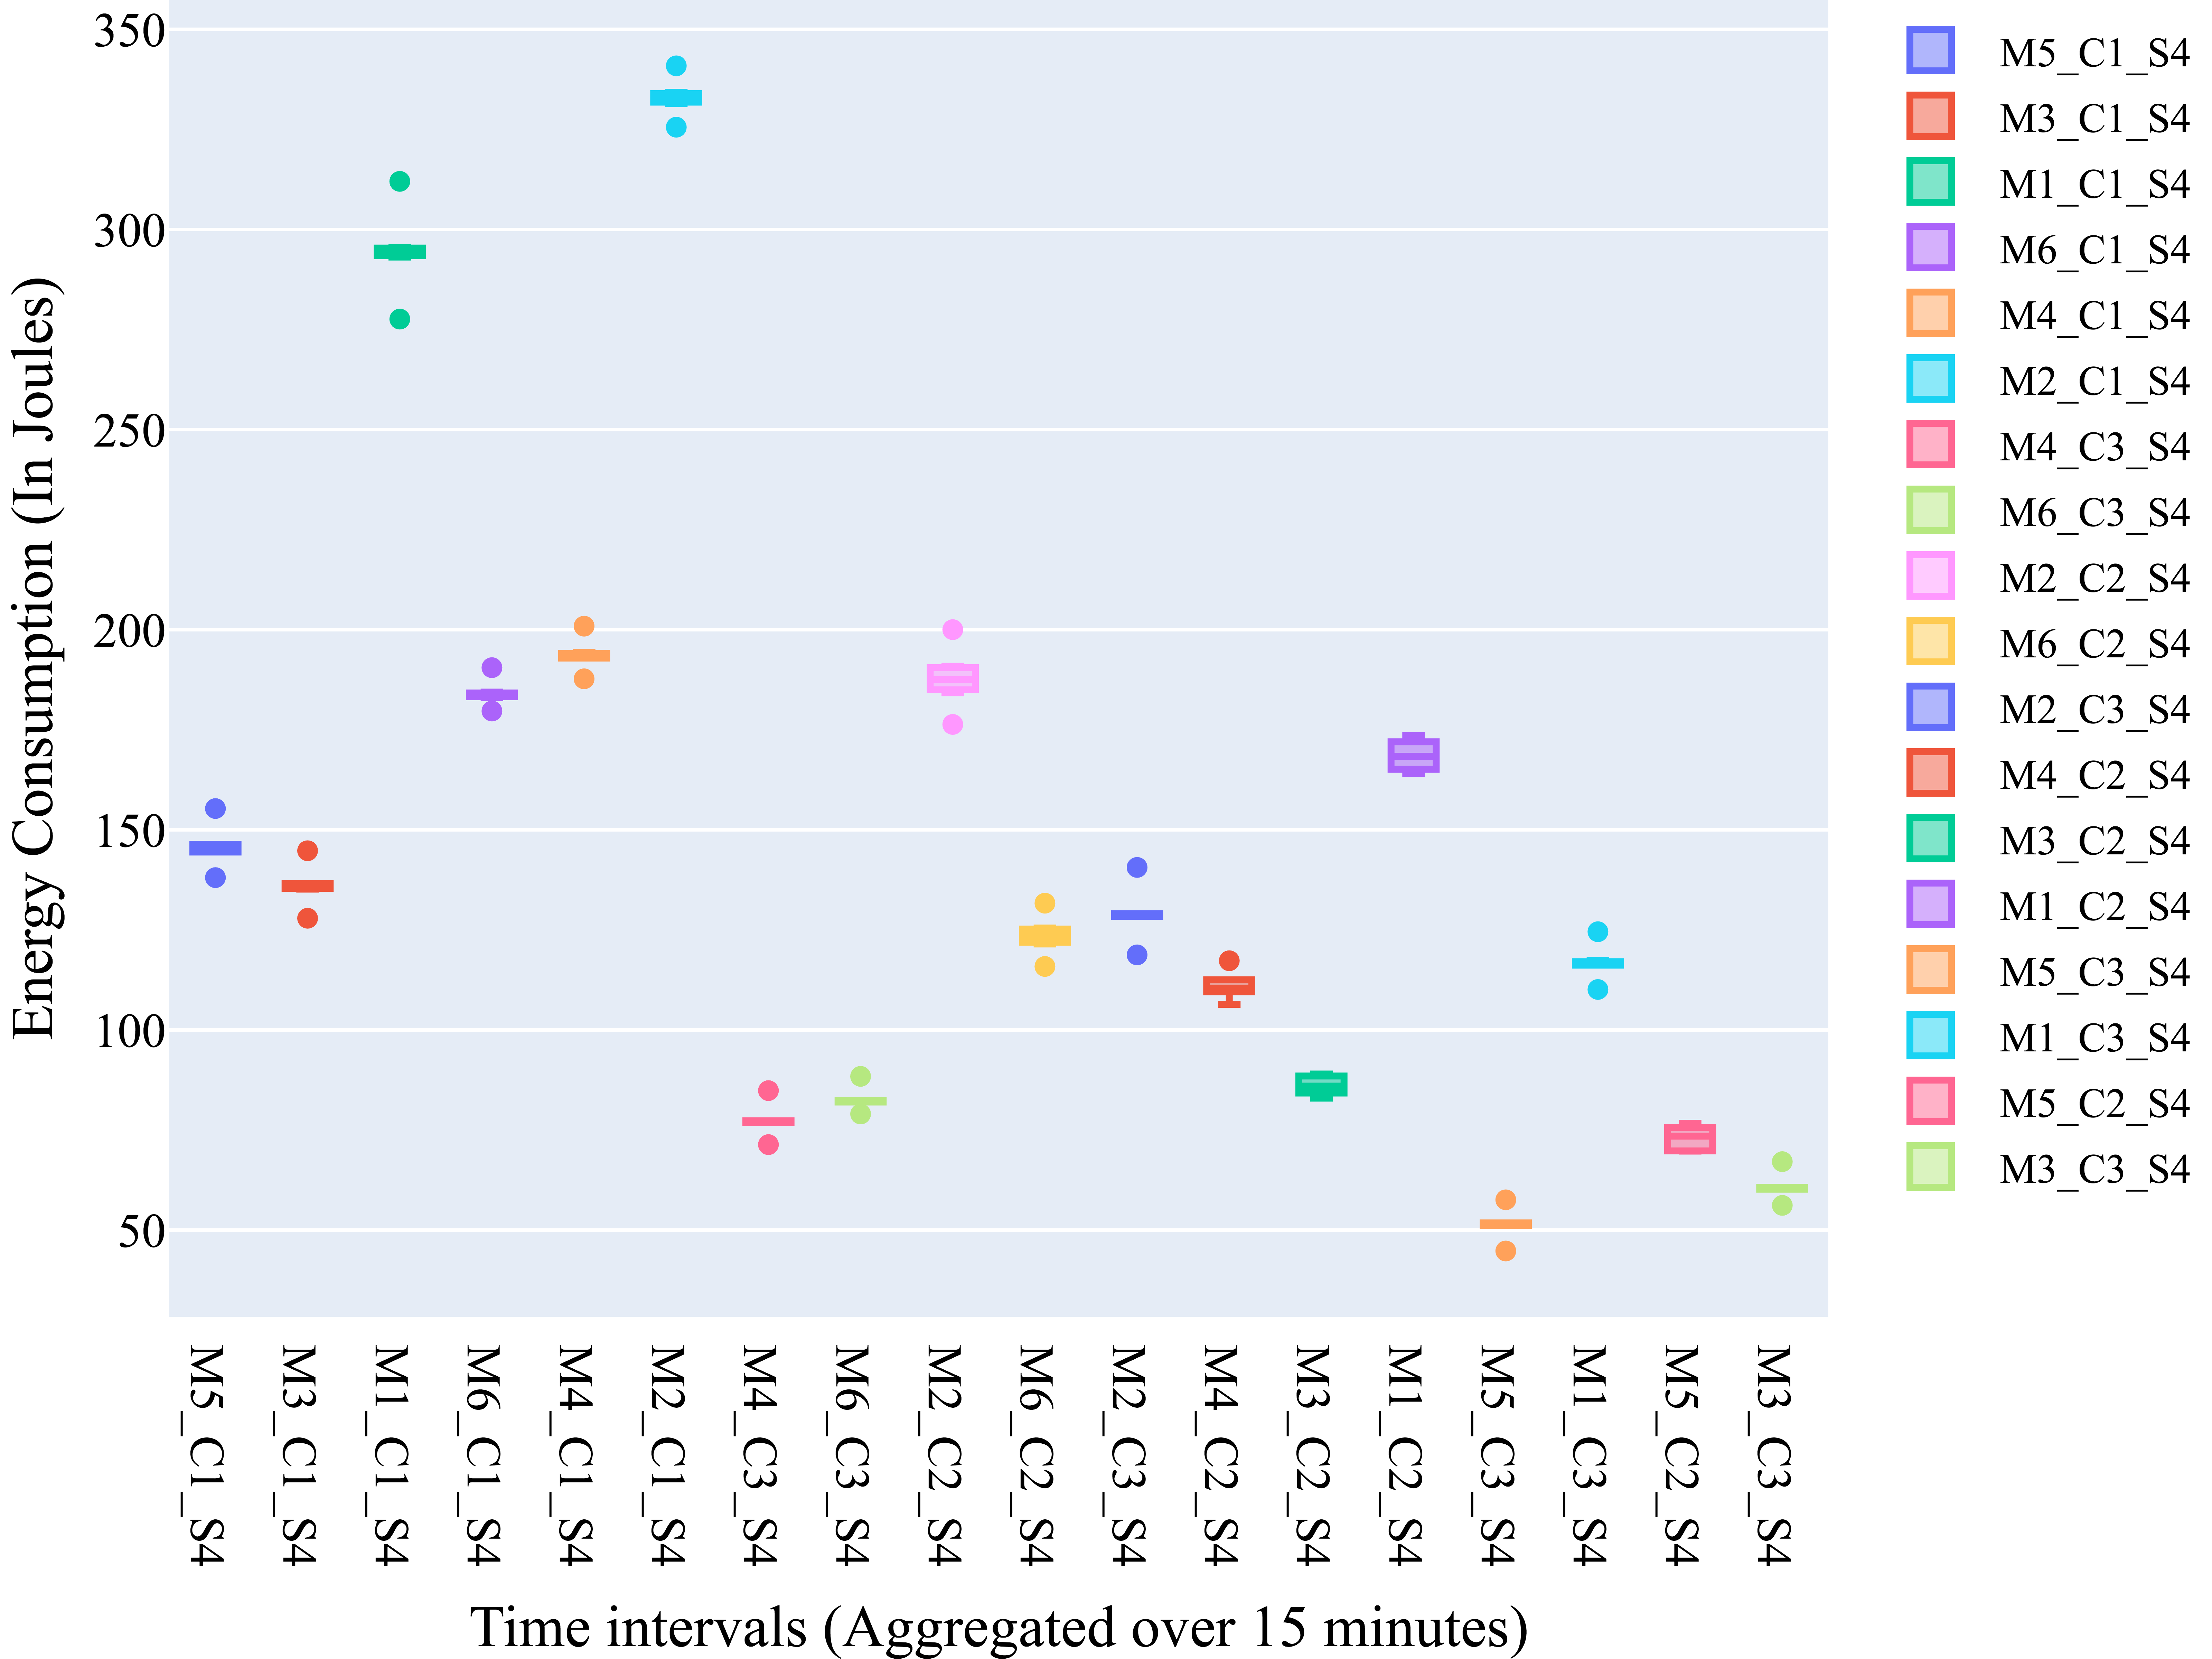 Energy Consumption (In Joules)
350
300
250
200
150
100
50
M5_C1_S4
M3_C1_S4
M1_C1_S4
M6_C1_S4
M4_C1_S4
M2_C1_S4
M4_C3_S4
M6_C3_S4
M2_C2_S4
M6_C2_S4
M2_C3_S4
M4_C2_S4
M3_C2_S4
M1_C2_S4
M5_C3_S4
M1_C3_S4
M5_C2_S4
M3_C3_S4
Time intervals (Aggregated over 15 minutes)
M5_C1_S4
M3_C1_S4
M1_C1_S4
M6_C1_S4
M4_C1_S4
M2_C1_S4
M4_C3_S4
M6_C3_S4
M2_C2_S4
M6_C2_S4
M2_C3_S4
M4_C2_S4
M3_C2_S4
M1_C2_S4
M5_C3_S4
M1_C3_S4
M5_C2_S4
M3_C3_S4